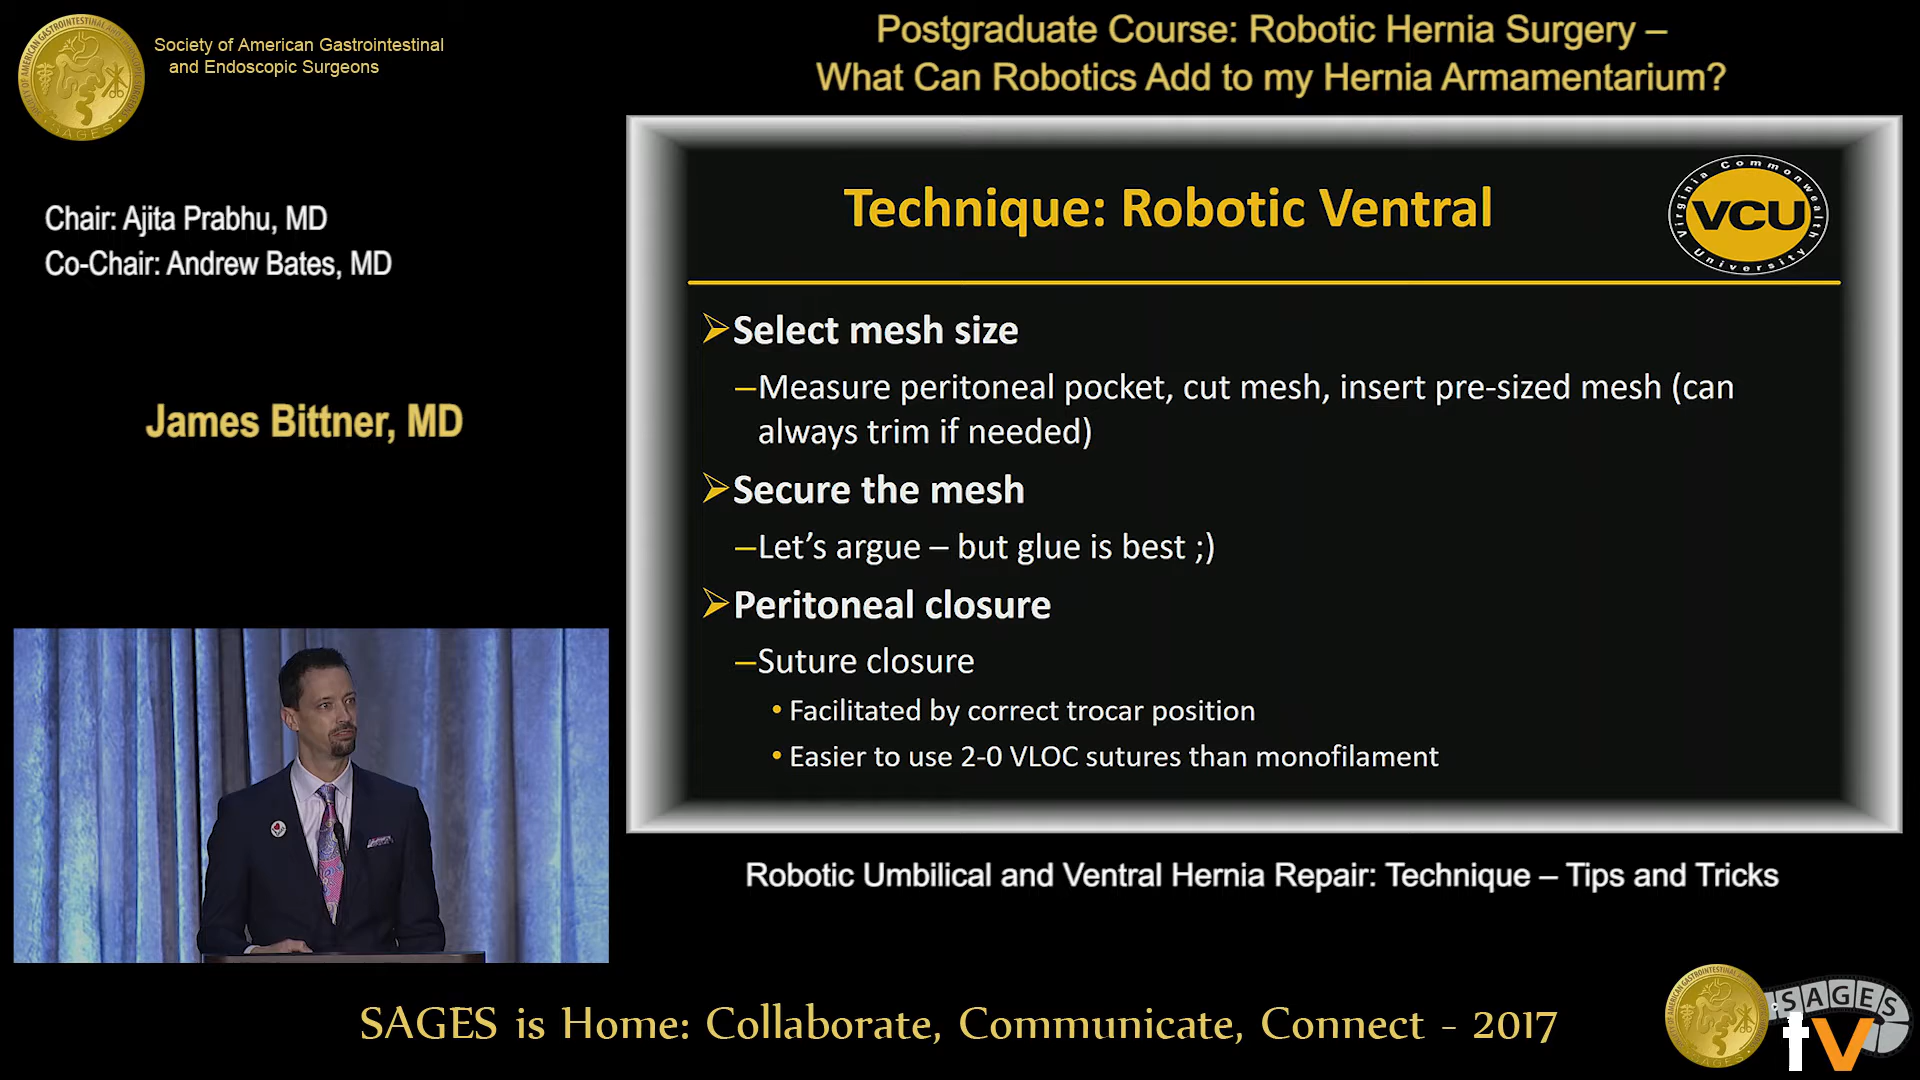 Society of American Gastrointestinal
and Endoscopic Surgeons
Postgraduate Course: Robotic Hernia Surgery –
What Can Robotics Add to my Hernia Armamentarium?
Chair: Ajita Prabhu, MD
Co-Chair: Andrew Bates, MD
James Bittner, MD
Technique: Robotic Ventral
Virginia Commonwealth
VCU
University
Select mesh size
–Measure peritoneal pocket, cut mesh, insert pre-sized mesh (can
always trim if needed)
Secure the mesh
–Let's argue – but glue is best ;)
Peritoneal closure
–Suture closure
• Facilitated by correct trocar position
• Easier to use 2-0 VLOC sutures than monofilament
Robotic Umbilical and Ventral Hernia Repair: Technique – Tips and Tricks
SAGES is Home: Collaborate, Communicate, Connect - 2017
SAGES
tv